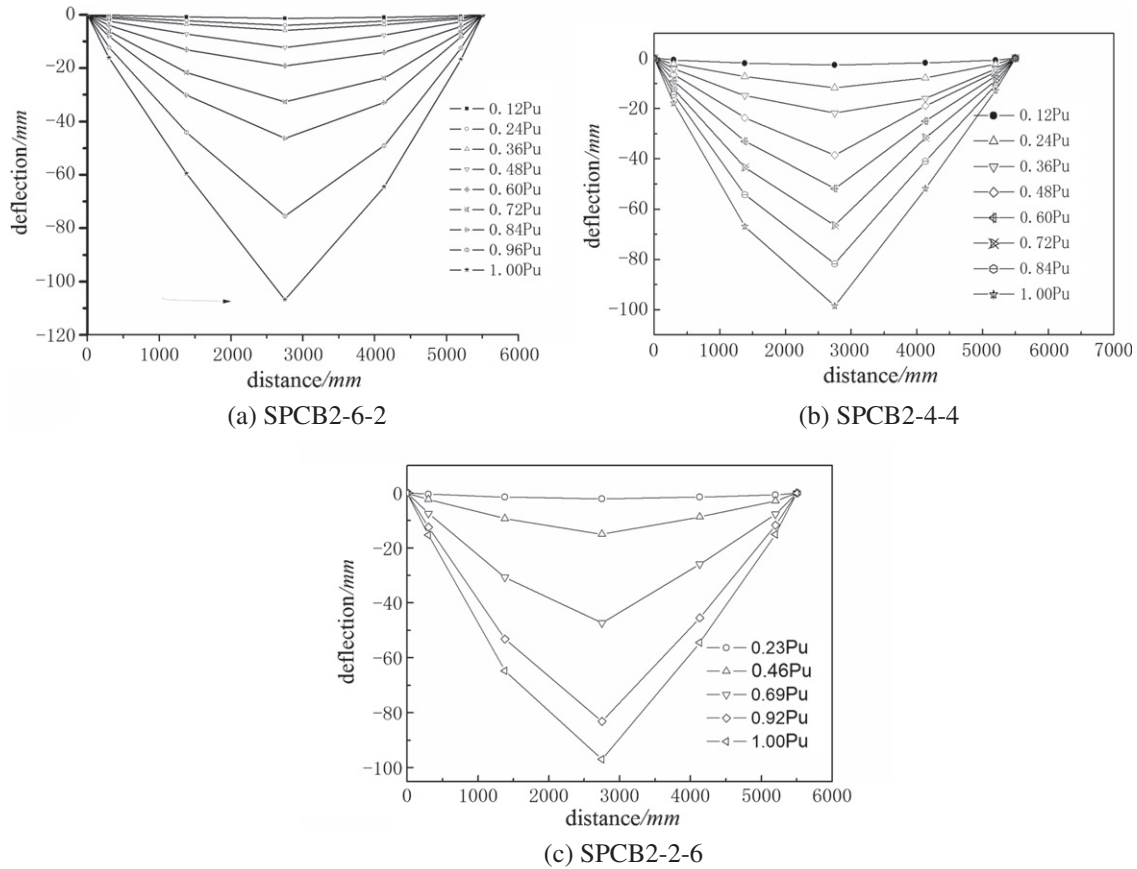 0
-20
-40
-60
-80
-100
-120
deflection/mm
0.12Pu
0.24Pu
0.36Pu
0.48Pu
0.60Pu
0.72Pu
0.84Pu
0.96Pu
1.00Pu
0 1000 2000 3000 4000 5000 6000
distance/mm
(a) SPCB2-6-2
0
-20
-40
-60
-80
-100
deflection/mm
0.12Pu
0.24Pu
0.36Pu
0.48Pu
0.60Pu
0.72Pu
0.84Pu
1.00Pu
0 1000 2000 3000 4000 5000 6000 7000
distance/mm
(b) SPCB2-4-4
0
-20
-40
-60
-80
-100
deflection/mm
0.23Pu
0.46Pu
0.69Pu
0.92Pu
1.00Pu
0 1000 2000 3000 4000 5000 6000
distance/mm
(c) SPCB2-2-6